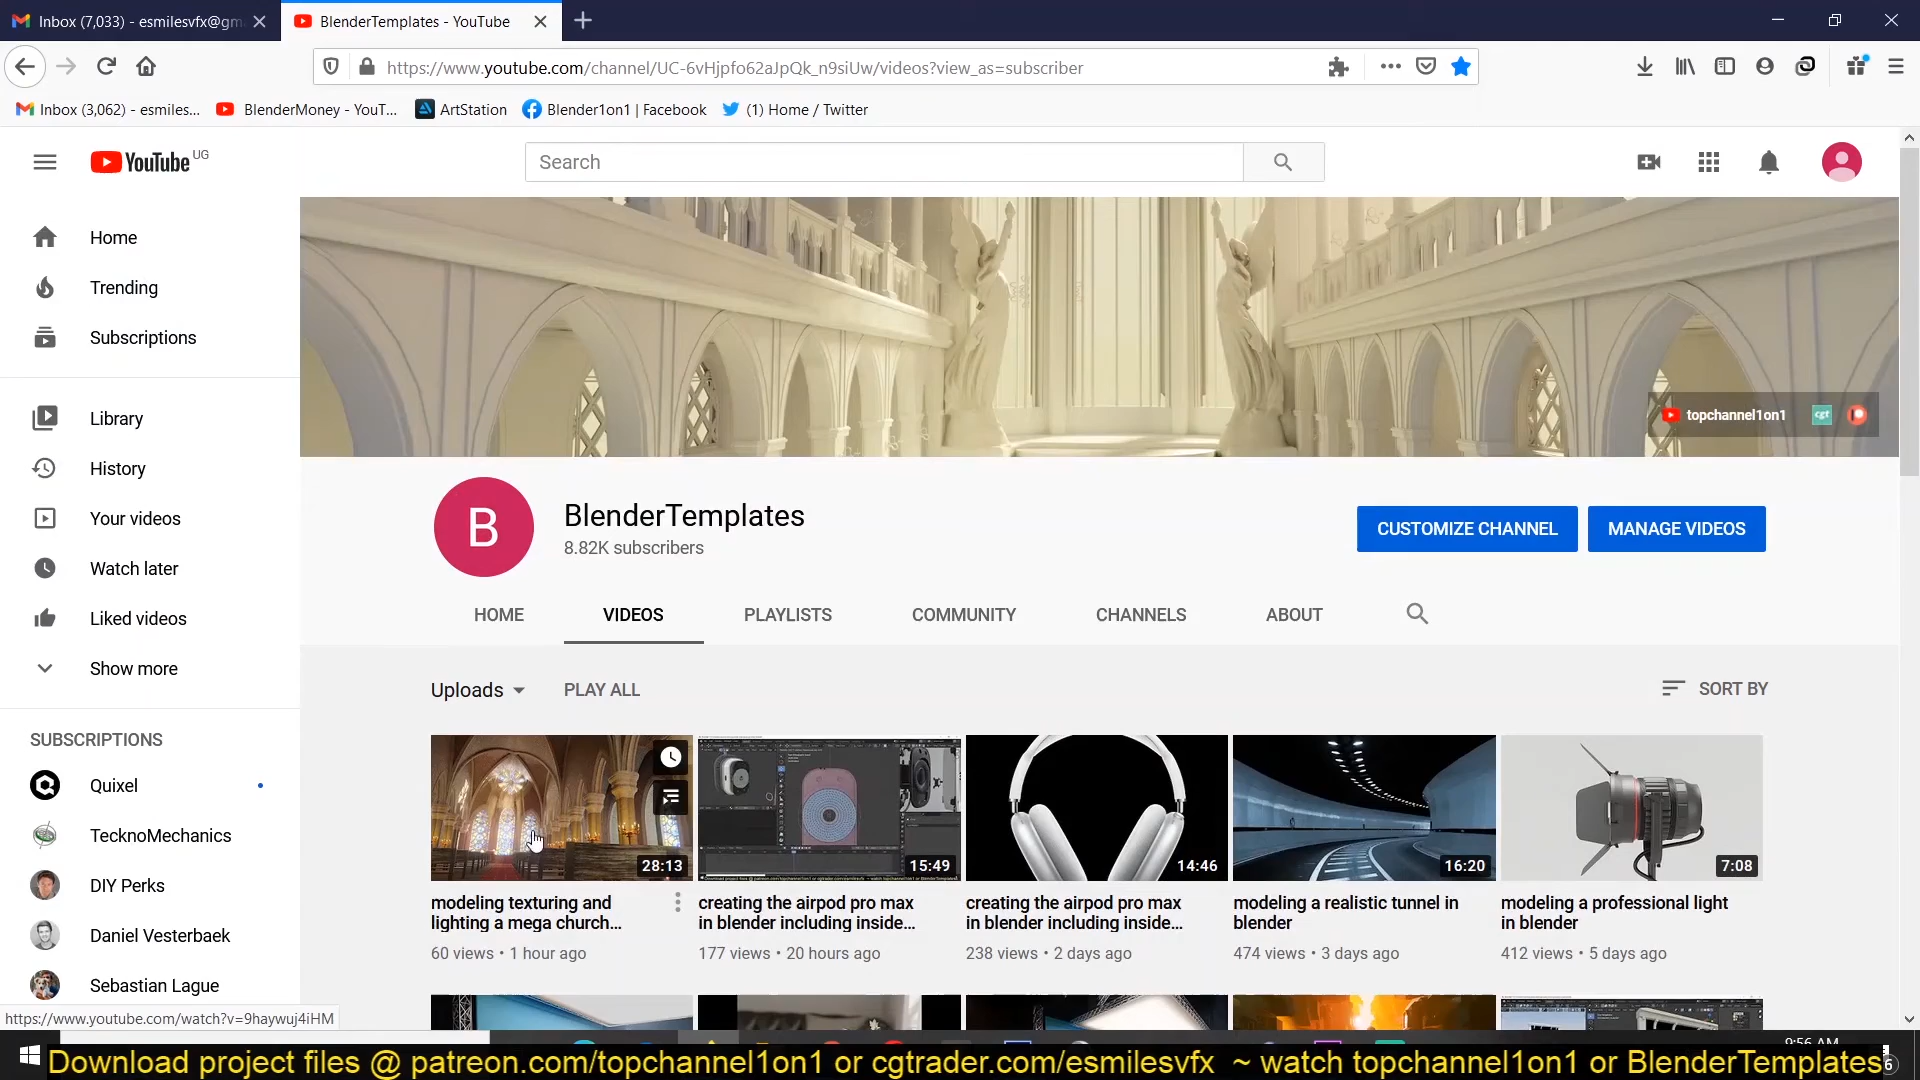 Inbox (7,033) - esmilesvfx@gm
BlenderTemplates - YouTube
https://www.youtube.com/channel/UC-6vHjpfo62aJpQk_n9siUw/videos?view_as=subscriber
Inbox (3,062) - esmiles...
BlenderMoney - YouT...
ArtStation
Blender1on1 | Facebook
(1) Home / Twitter
YouTube UG
Search
Home
Trending
Subscriptions
Library
History
Your videos
Watch later
Liked videos
Show more
SUBSCRIPTIONS
Quixel
TecknoMechanics
DIY Perks
Daniel Vesterbaek
Sebastian Lague
topchannel1on1
cgt
B
BlenderTemplates
8.82K subscribers
CUSTOMIZE CHANNEL
MANAGE VIDEOS
HOME
VIDEOS
PLAYLISTS
COMMUNITY
CHANNELS
ABOUT
Uploads
PLAY ALL
SORT BY
28:13
15:49
14:46
16:20
7:08
modeling texturing and
lighting a mega church...
60 views • 1 hour ago
creating the airpod pro max
in blender including inside...
177 views • 20 hours ago
creating the airpod pro max
in blender including inside...
238 views • 2 days ago
modeling a realistic tunnel in
blender
474 views • 3 days ago
modeling a professional light
in blender
412 views • 5 days ago
https://www.youtube.com/watch?v=9haywuj4iHM
9:56 AM
Download project files @ patreon.com/topchannel1on1 or cgtrader.com/esmilesvfx ~ watch topchannel1on1 or BlenderTemplates